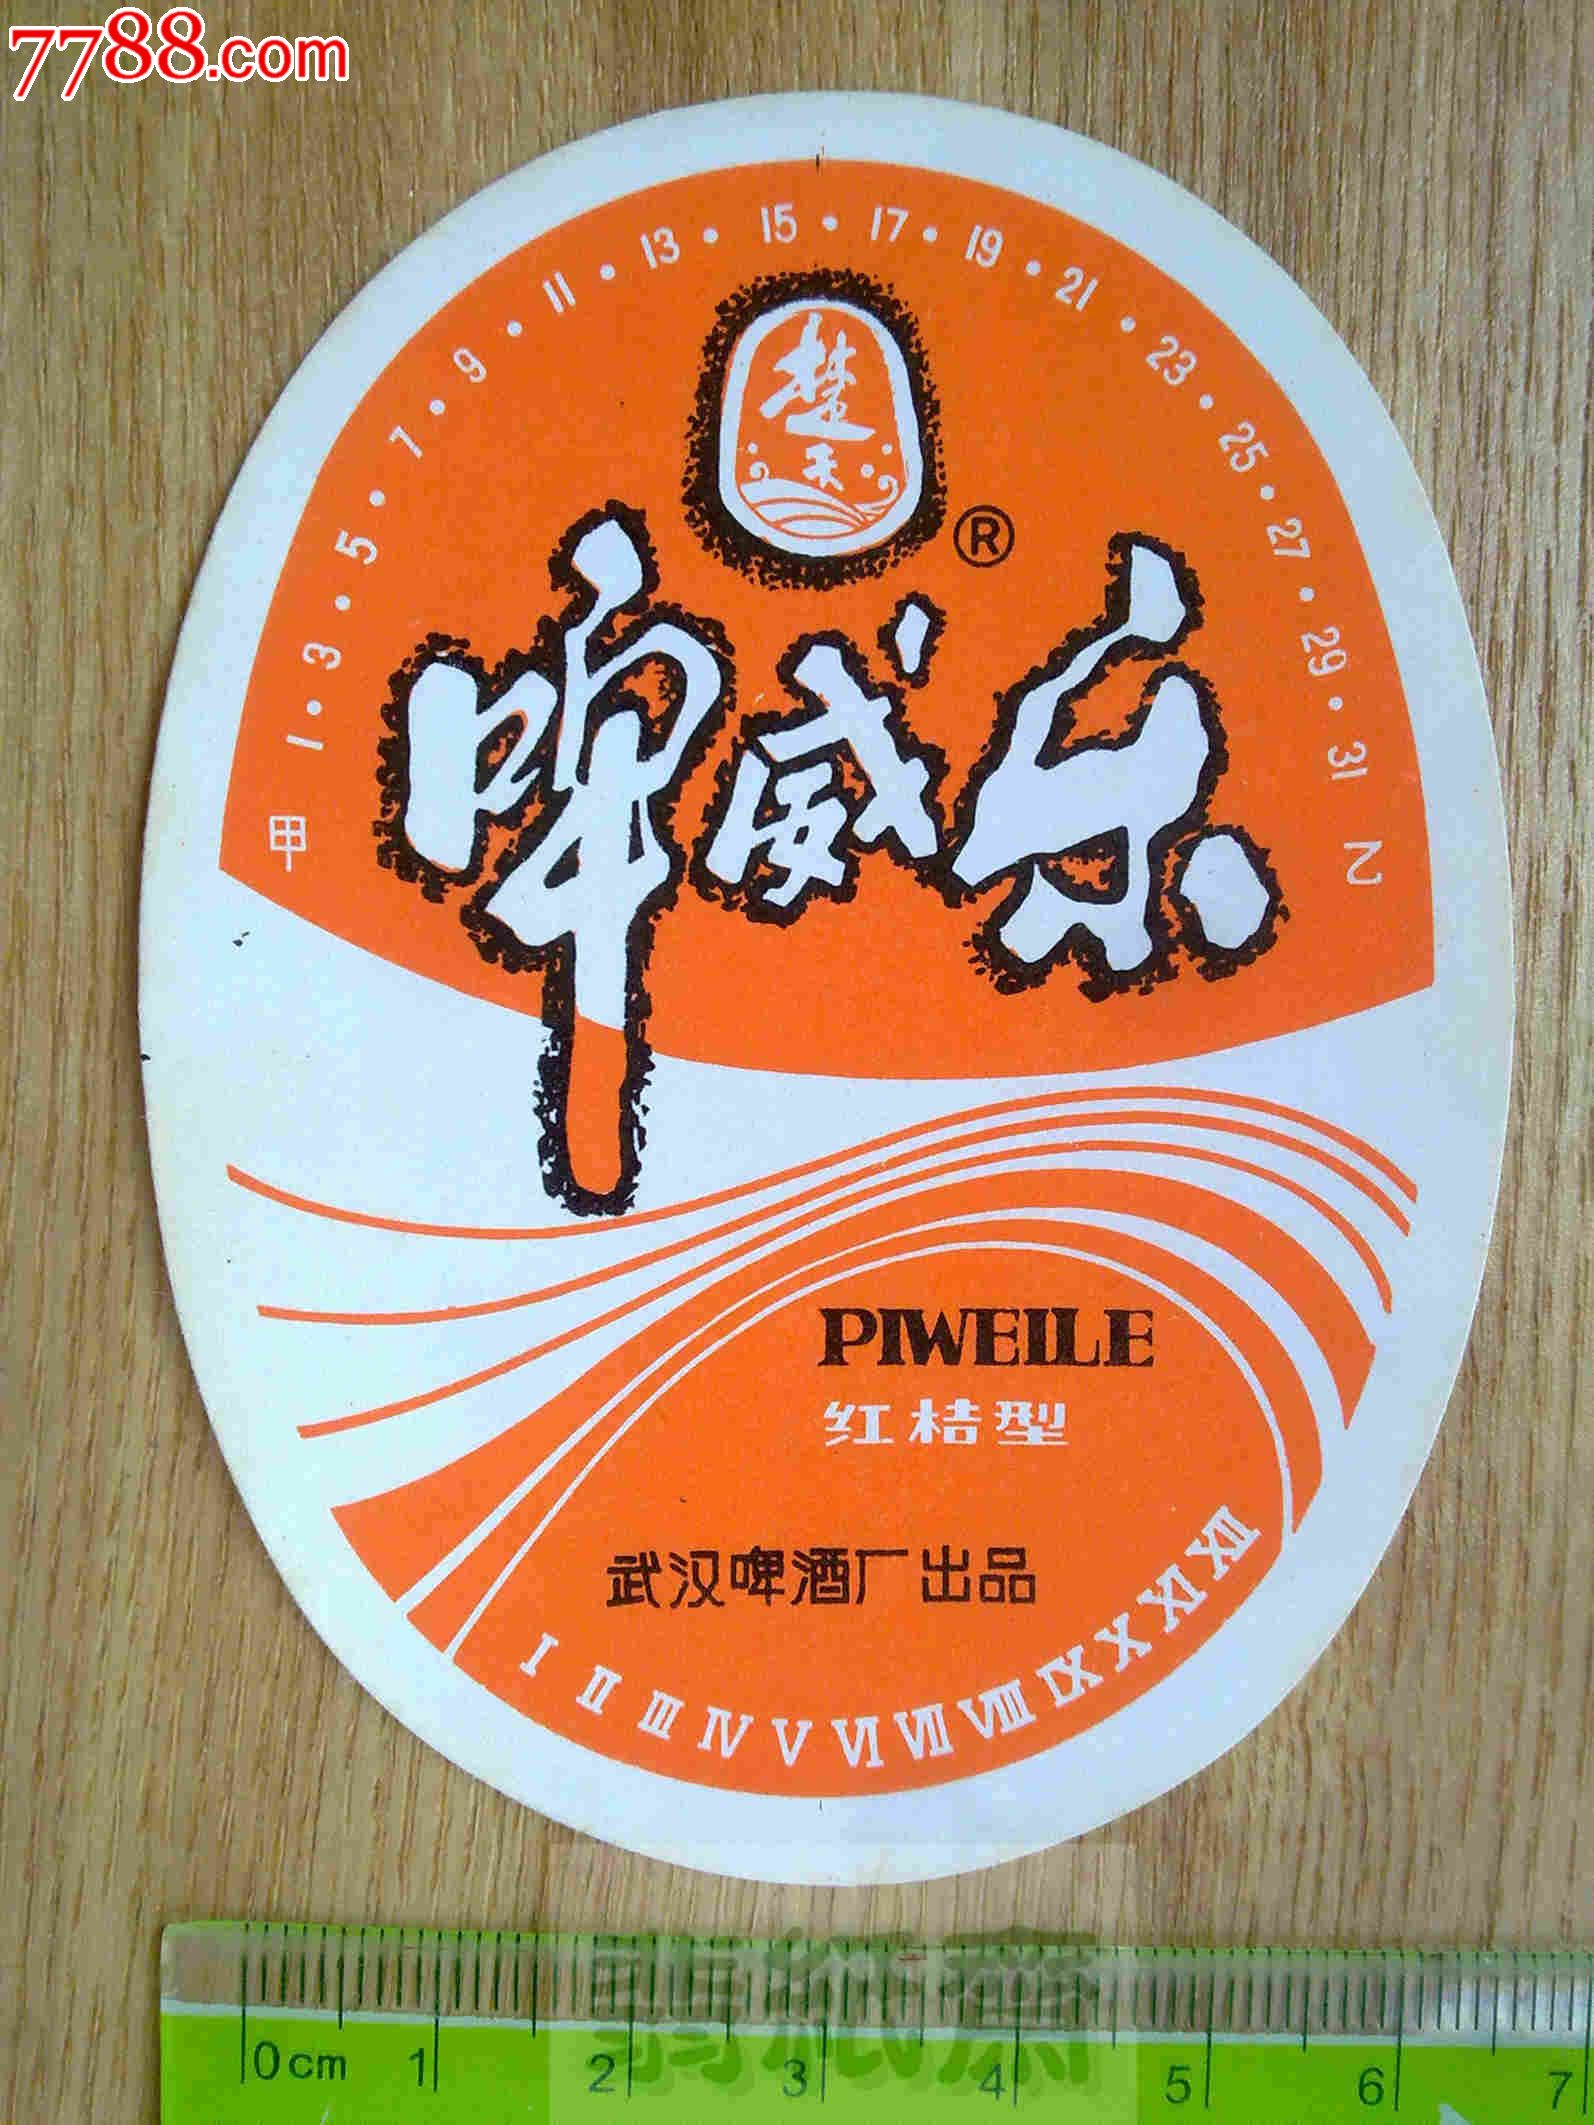 7788.com
1·3·5·7·9·11·13·15·17·19·21·23·25·27·29·31
甲
乙
楚天
®
啤威乐
PIWEILE
红桔型
武汉啤酒厂出品
I II III IV V VI VII VIII IX X XI XII
0cm 1 2 3 4 5 6 7